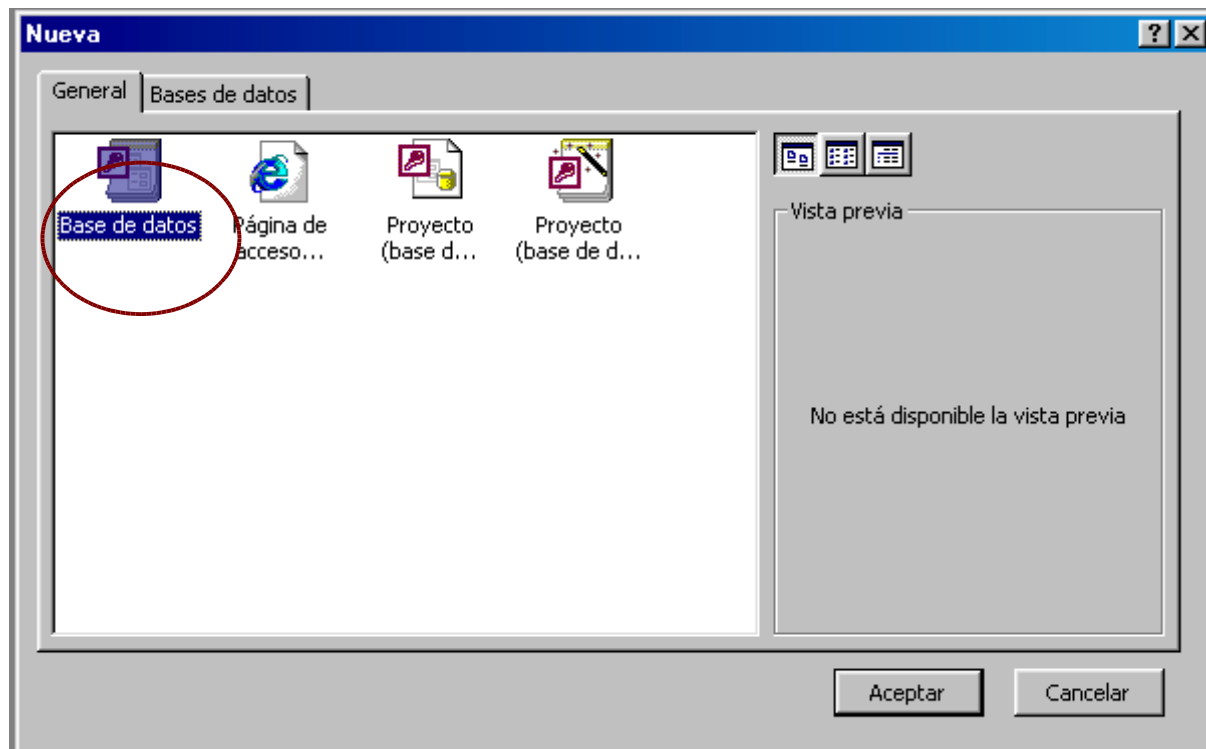 Nueva
General
Bases de datos
Base de datos
Página de
acceso...
Proyecto
(base d...
Proyecto
(base de d...
Vista previa
No está disponible la vista previa
Aceptar
Cancelar